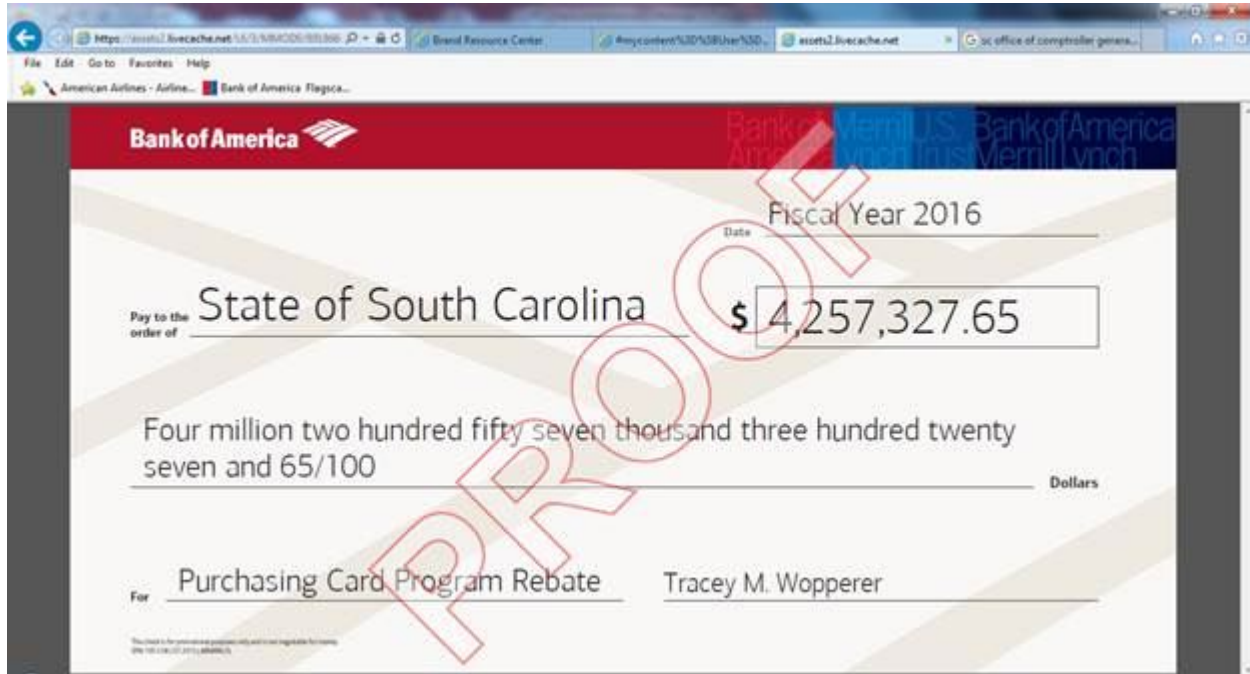 Brand Resource Center
assets2.livecache.net
File Edit Go to Favorites Help
American Airlines - Airline... Bank of America Flagsca...
Bank of America
Bank of America Merrill Lynch U.S. Trust BankofAmerica Merrill Lynch
Fiscal Year 2016
Date
Pay to the
order of
State of South Carolina
$ 4,257,327.65
Four million two hundred fifty seven thousand three hundred twenty
seven and 65/100
Dollars
For
Purchasing Card Program Rebate
Tracey M. Wopperer
PROOF